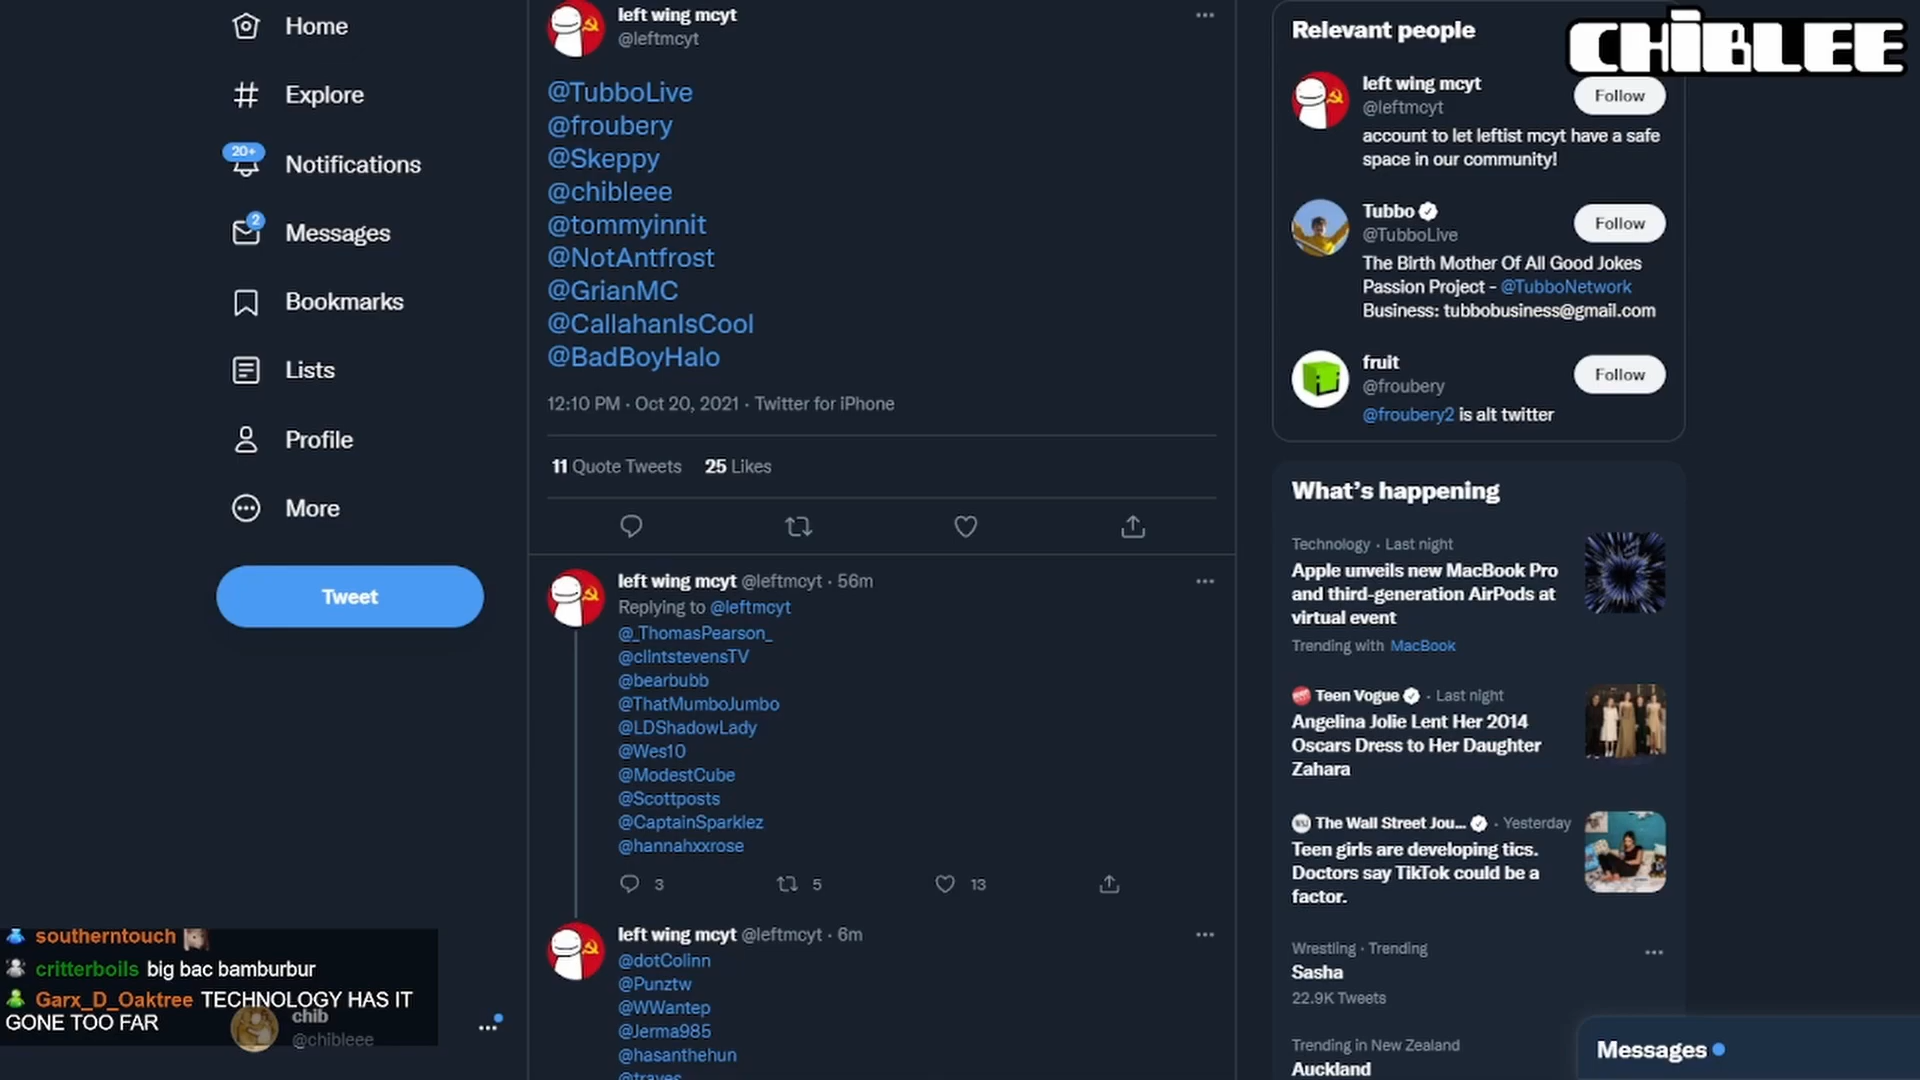 Home
Explore
20+
Notifications
2
Messages
Bookmarks
Lists
Profile
More
Tweet
southerntouch
critterboils big bac bamburbur
Garx_D_Oaktree TECHNOLOGY HAS IT
GONE TOO FAR
chib
@chibleee
left wing mcyt
@leftmcyt
@TubboLive
@froubery
@Skeppy
@chibleee
@tommyinnit
@NotAntfrost
@GrianMC
@CallahanIsCool
@BadBoyHalo
12:10 PM · Oct 20, 2021 · Twitter for iPhone
11 Quote Tweets 25 Likes
left wing mcyt @leftmcyt · 56m
Replying to @leftmcyt
@_ThomasPearson_
@clintstevensTV
@bearbubb
@ThatMumboJumbo
@LDShadowLady
@Wes10
@ModestCube
@Scottposts
@CaptainSparklez
@hannahxxrose
3 5 13
left wing mcyt @leftmcyt · 6m
@dotColinn
@Punztw
@WWantep
@Jerma985
@hasanthehun
CHIBLEE
Relevant people
left wing mcyt
@leftmcyt
Follow
account to let leftist mcyt have a safe
space in our community!
Tubbo
@TubboLive
Follow
The Birth Mother Of All Good Jokes
Passion Project - @TubboNetwork
Business: tubbobusiness@gmail.com
fruit
@froubery
Follow
@froubery2 is alt twitter
What's happening
Technology · Last night
Apple unveils new MacBook Pro
and third-generation AirPods at
virtual event
Trending with MacBook
Teen Vogue · Last night
Angelina Jolie Lent Her 2014
Oscars Dress to Her Daughter
Zahara
The Wall Street Jou... · Yesterday
Teen girls are developing tics.
Doctors say TikTok could be a
factor.
Wrestling · Trending
Sasha
22.9K Tweets
Trending in New Zealand
Auckland
Messages